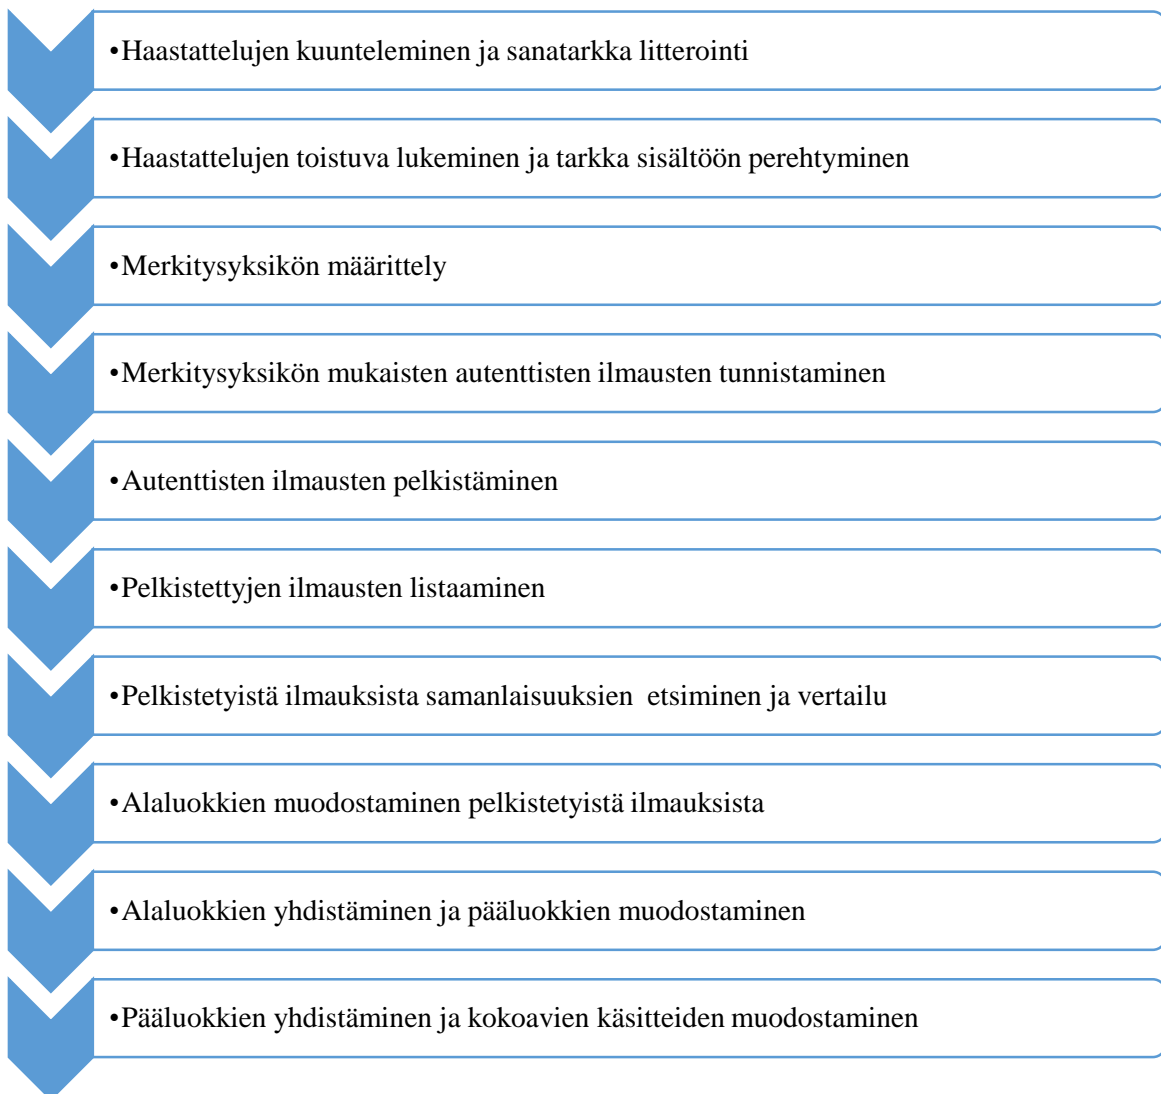 •Haastattelujen kuunteleminen ja sanatarkka litterointi
•Haastattelujen toistuva lukeminen ja tarkka sisältöön perehtyminen
•Merkitysyksikön määrittely
•Merkitysyksikön mukaisten autenttisten ilmausten tunnistaminen
•Autenttisten ilmausten pelkistäminen
•Pelkistettyjen ilmausten listaaminen
•Pelkistetyistä ilmauksista samanlaisuuksien  etsiminen ja vertailu
•Alaluokkien muodostaminen pelkistetyistä ilmauksista
•Alaluokkien yhdistäminen ja pääluokkien muodostaminen
•Pääluokkien yhdistäminen ja kokoavien käsitteiden muodostaminen